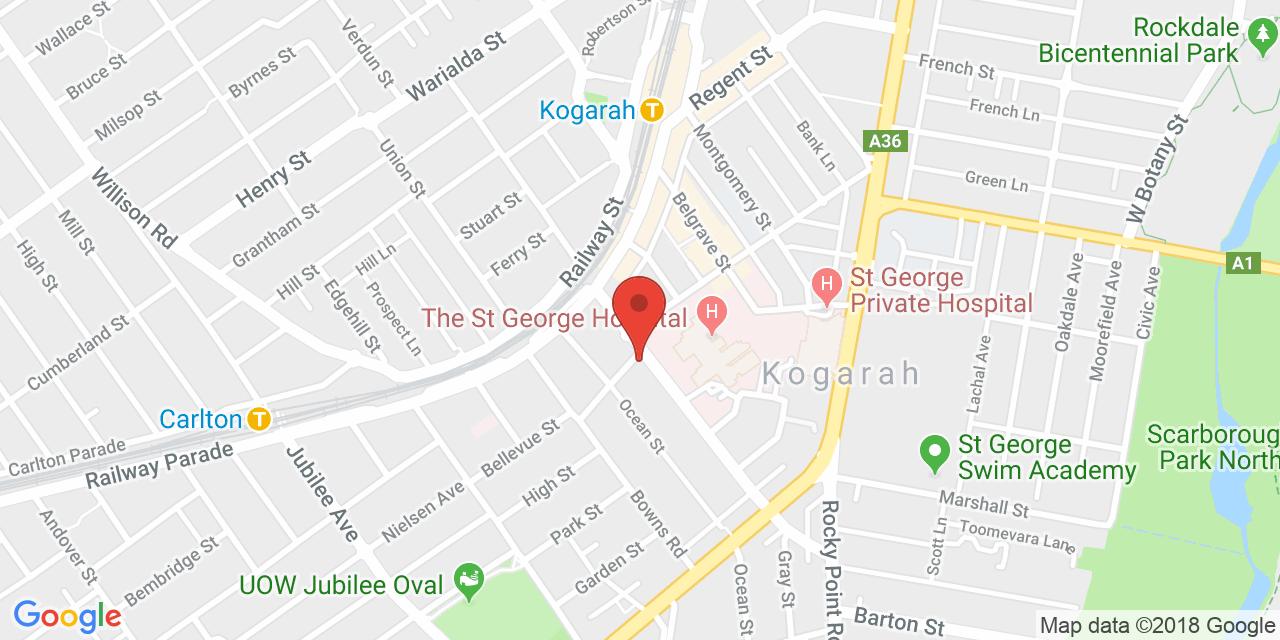 Wallace St
Bruce St
Milsop St
Byrnes St
Verdun St
Warialda St
Robertson St
Kogarah
T
Regent St
Bank Ln
Montgomery St
French St
French Ln
Rockdale
Bicentennial Park
A36
Green Ln
W Botany St
A1
Willison Rd
Henry St
Union St
Stuart St
Grantham St
Ferry St
Railway St
Belgrave St
Mill St
High St
Hill St
Hill Ln
Edgehill St
Prospect Ln
Cumberland St
The St George Hospital
H
H
St George
Private Hospital
Oakdale Ave
Moorefield Ave
Civic Ave
Lachal Ave
Kogarah
Carlton
T
Carlton Parade
Railway Parade
Jubilee Ave
Bellevue St
Ocean St
High St
Nielsen Ave
Park St
Bowns Rd
Garden St
St George
Swim Academy
Scarboroug
Park North
Marshall St
Toomevara Lane
Scott Ln
Andover St
Bembridge St
UOW Jubilee Oval
Ocean St
Gray St
Rocky Point Rd
Barton St
Google
Map data ©2018 Google